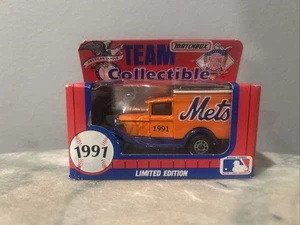 TEAM
MATCHBOX
Collectible
Mets
1991
1991
LIMITED EDITION